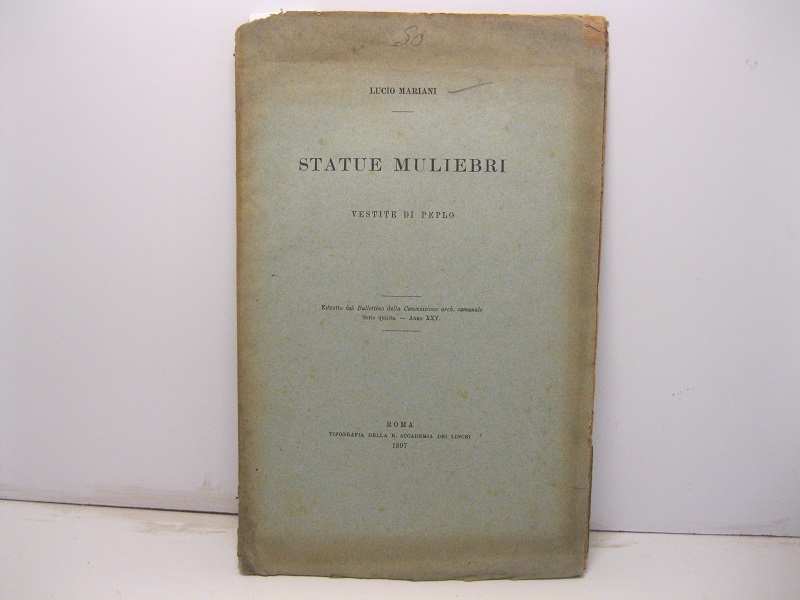 50
LUCIO MARIANI
STATUE MULIEBRI
VESTITE DI PEPLO
Estratto dal Bullettino della Commissione arch. comunale
Serie quinta. — Anno XXV.
ROMA
TIPOGRAFIA DELLA R. ACCADEMIA DEI LINCEI
1897